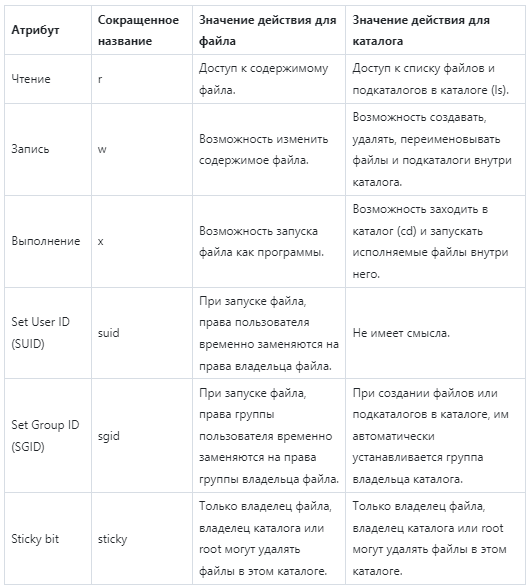 Атрибут
Сокращенное
название
Значение действия для
файла
Значение действия для
каталога
Чтение
r
Доступ к содержимому
файла.
Доступ к списку файлов и
подкаталогов в каталоге (ls).
Запись
w
Возможность изменить
содержимое файла.
Возможность создавать,
удалять, переименовывать
файлы и подкаталоги внутри
каталога.
Выполнение
x
Возможность запуска
файла как программы.
Возможность заходить в
каталог (cd) и запускать
исполняемые файлы внутри
него.
Set User ID
(SUID)
suid
При запуске файла,
права пользователя
временно заменяются на
права владельца файла.
Не имеет смысла.
Set Group ID
(SGID)
sgid
При запуске файла,
права группы
пользователя временно
заменяются на права
группы владельца файла.
При создании файлов или
подкаталогов в каталоге, им
автоматически
устанавливается группа
владельца каталога.
Sticky bit
sticky
Только владелец файла,
владелец каталога или
root могут удалять
файлы в этом каталоге.
Только владелец файла,
владелец каталога или root
могут удалять файлы в этом
каталоге.